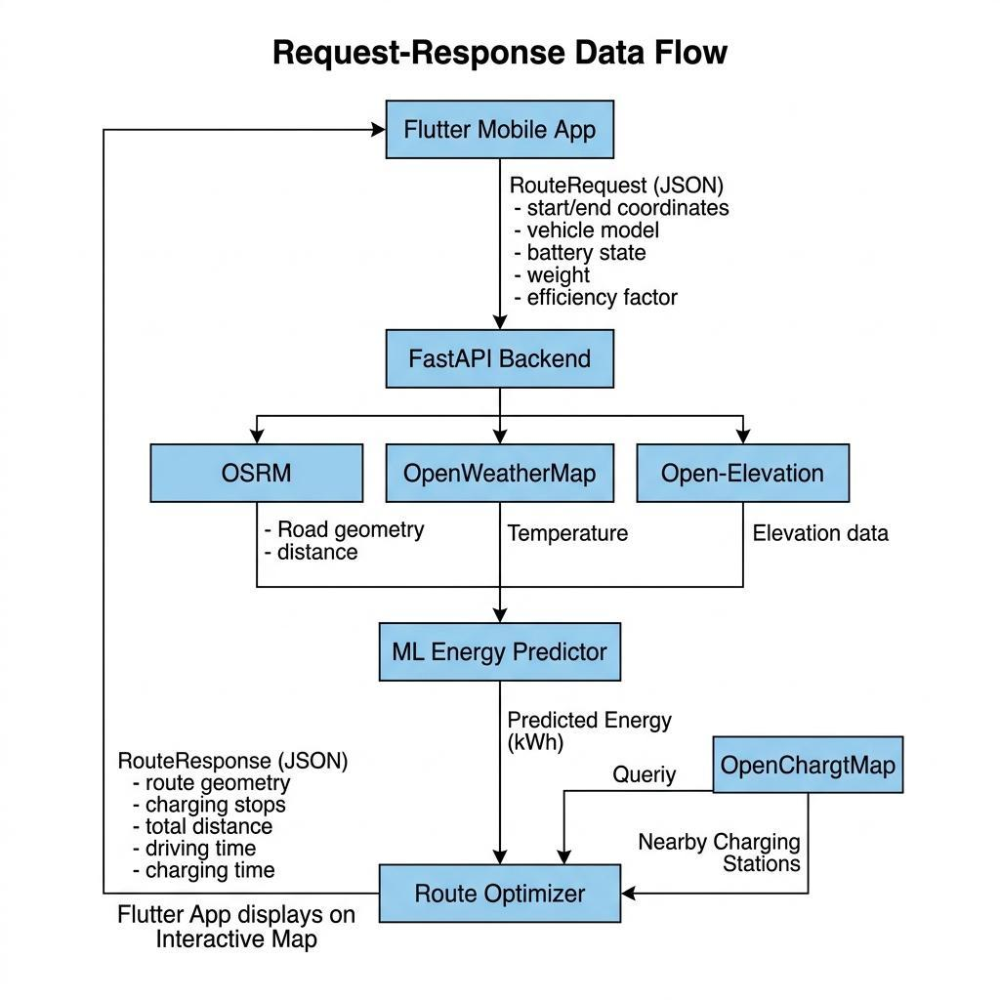 Request-Response Data Flow
Flutter Mobile App
RouteRequest (JSON)
- start/end coordinates
- vehicle model
- battery state
- weight
- efficiency factor
FastAPI Backend
OSRM
OpenWeatherMap
Open-Elevation
- Road geometry
- distance
Temperature
Elevation data
ML Energy Predictor
Predicted Energy
(kWh)
OpenChargtMap
Queriy
Nearby Charging
Stations
RouteResponse (JSON)
- route geometry
- charging stops
- total distance
- driving time
- charging time
Route Optimizer
Flutter App displays on
Interactive Map